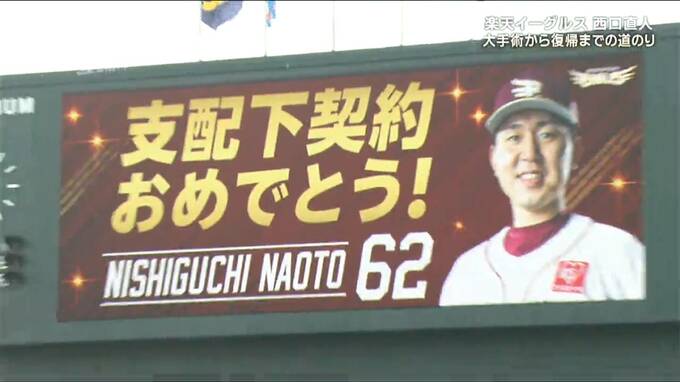 楽天イーグルス 西口直人
大手術から復帰までの道のり
支配下契約
おめでとう!
NISHIGUCHI NAOTO 62